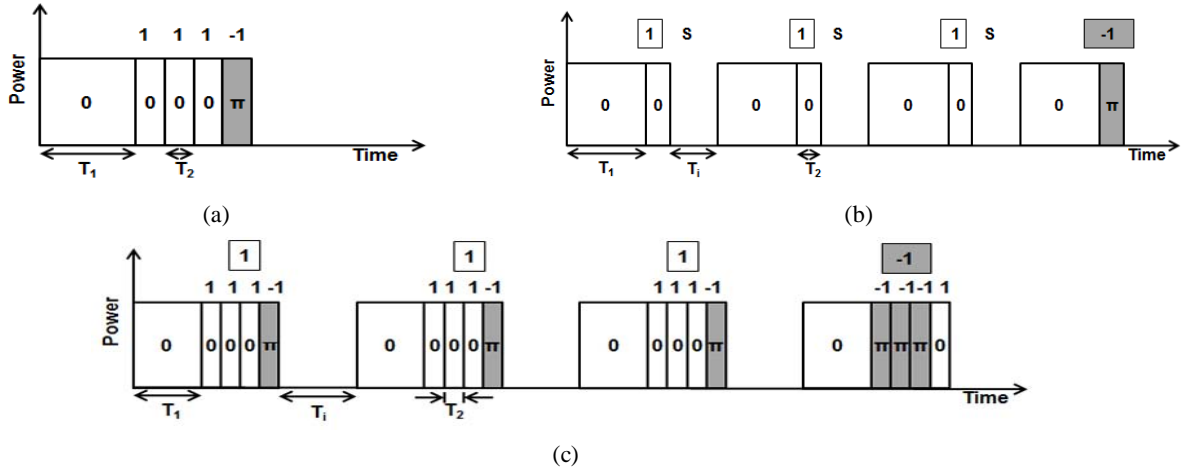 1 1 1 -1
Power
0 0 0 0 π
Time
T₁ T₂
(a)
1 S 1 S 1 S -1
Power
0 0 0 0 0 0 0 π
Time
T₁ Tᵢ T₂
(b)
1 1 1 -1
1 1 1 -1 1 1 1 -1 1 1 1 -1 -1 -1 -1 1
Power
0 0 0 0 π 0 0 0 0 π 0 0 0 0 π 0 π π π 0
Time
T₁ Tᵢ T₂
(c)